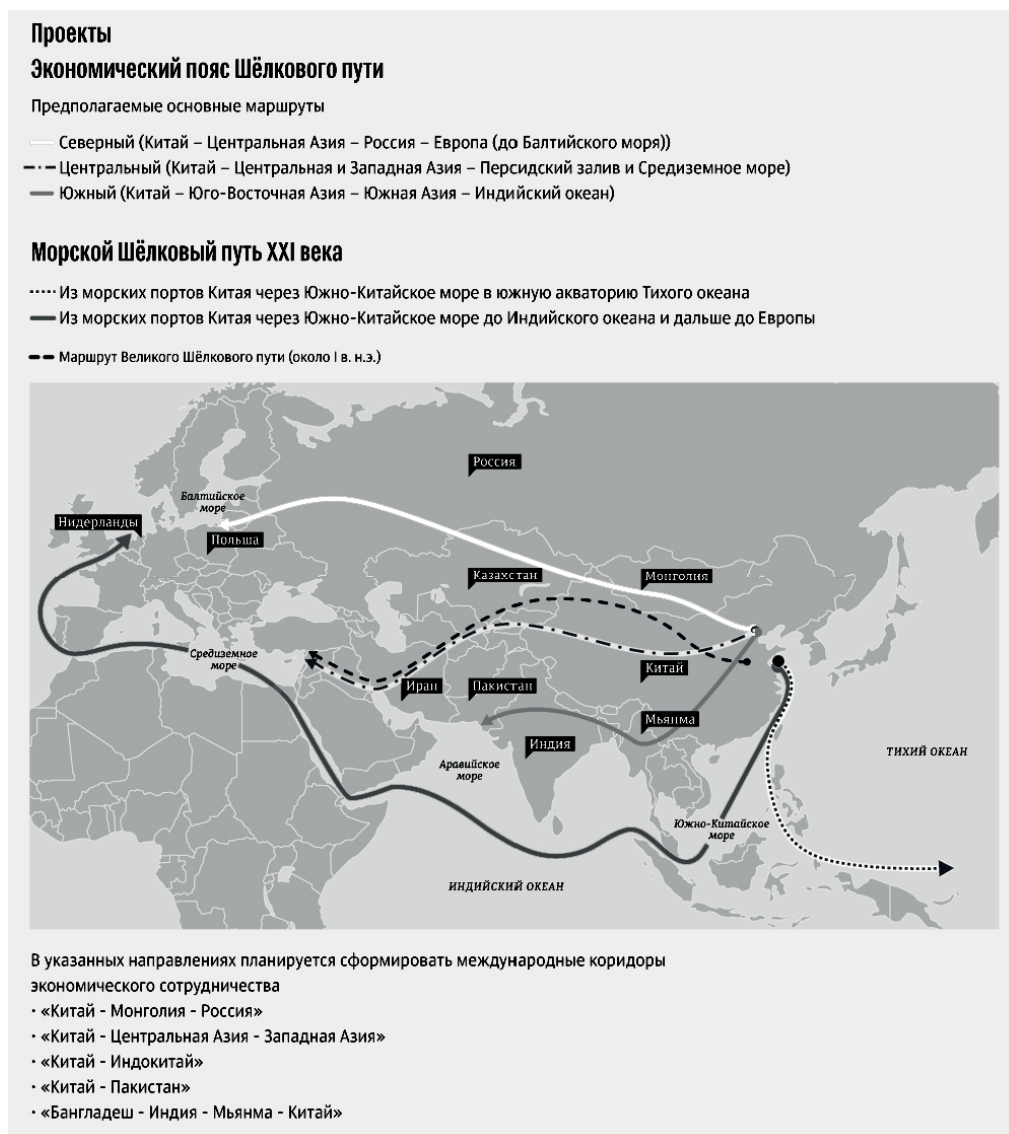 Проекты
Экономический пояс Шёлкового пути
Предполагаемые основные маршруты
Северный (Китай – Центральная Азия – Россия – Европа (до Балтийского моря))
Центральный (Китай – Центральная и Западная Азия – Персидский залив и Средиземное море)
Южный (Китай – Юго-Восточная Азия – Южная Азия – Индийский океан)
Морской Шёлковый путь XXI века
Из морских портов Китая через Южно-Китайское море в южную акваторию Тихого океана
Из морских портов Китая через Южно-Китайское море до Индийского океана и дальше до Европы
Маршрут Великого Шёлкового пути (около I в. н.э.)
Россия
Балтийское
море
Нидерланды
Польша
Казахстан
Монголия
Средиземное
море
Иран
Пакистан
Китай
Мьянма
Индия
Аравийское
море
ТИХИЙ ОКЕАН
Южно-Китайское
море
ИНДИЙСКИЙ ОКЕАН
В указанных направлениях планируется сформировать международные коридоры
экономического сотрудничества
· «Китай - Монголия - Россия»
· «Китай - Центральная Азия - Западная Азия»
· «Китай - Индокитай»
· «Китай - Пакистан»
· «Бангладеш - Индия - Мьянма - Китай»